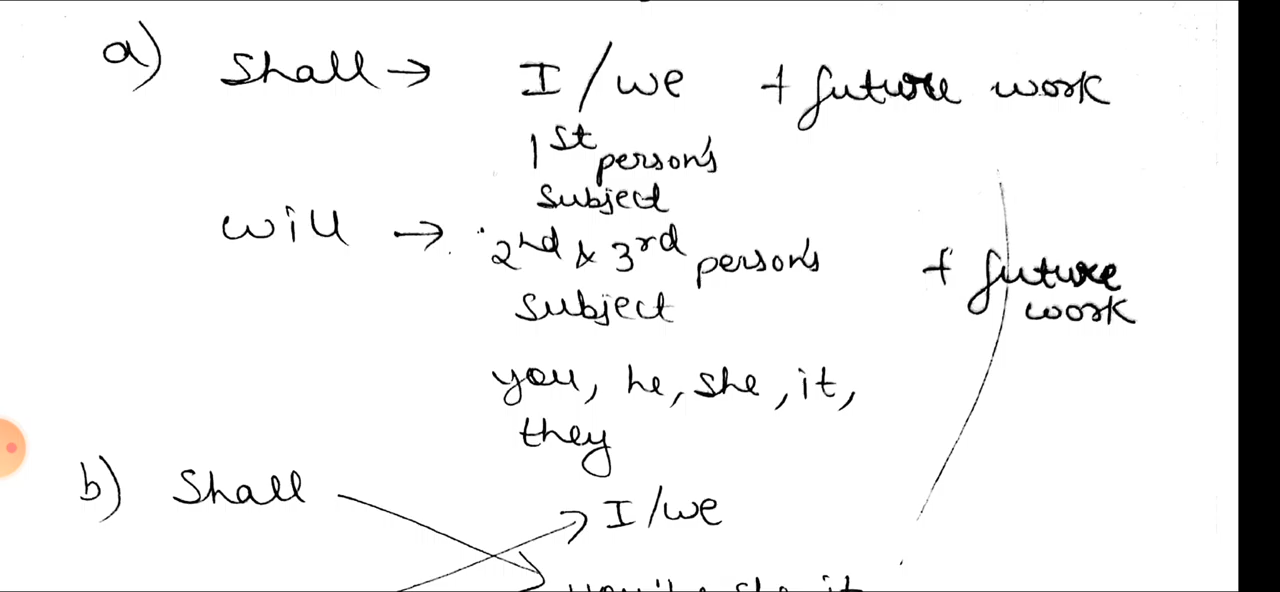 a) Shall → I/we + future work
1st person's
subject
will → 2nd & 3rd person's + future
subject work
you, he, she, it,
they
b) Shall
I/we